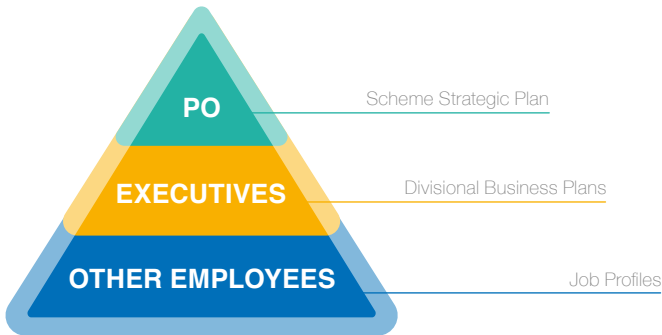 PO
Scheme Strategic Plan
EXECUTIVES
Divisional Business Plans
OTHER EMPLOYEES
Job Profiles